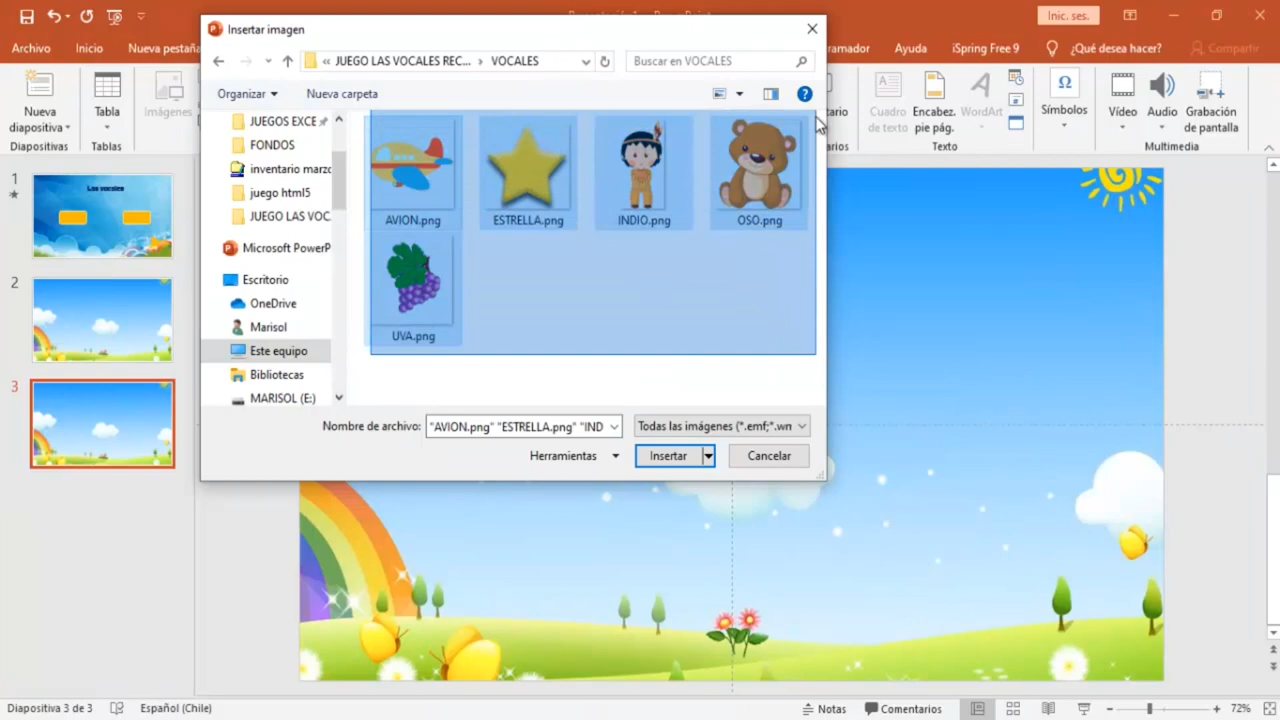 Inic. ses.
Insertar imagen
Archivo
Inicio
Nueva pestaña
ramador
Ayuda
iSpring Free 9
¿Qué desea hacer?
Compartir
« JUEGO LAS VOCALES REC... › VOCALES
Buscar en VOCALES
Organizar
Nueva carpeta
Nueva
diapositiva
Diapositivas
Tabla
Tablas
Imágenes
Cuadro
de texto
Encabez.
pie pág.
WordArt
Texto
Símbolos
Vídeo
Audio
Grabación
de pantalla
Multimedia
JUEGOS EXCE
FONDOS
inventario marzo
juego html5
JUEGO LAS VOC.
Microsoft PowerP
Escritorio
OneDrive
Marisol
Este equipo
Bibliotecas
MARISOL (E:)
AVION.png
ESTRELLA.png
INDIO.png
OSO.png
UVA.png
Nombre de archivo:
"AVION.png" "ESTRELLA.png" "IND
Todas las imágenes (*.emf;*.wm
Herramientas
Insertar
Cancelar
1
Las vocales
2
3
Diapositiva 3 de 3
Español (Chile)
Notas
Comentarios
72%